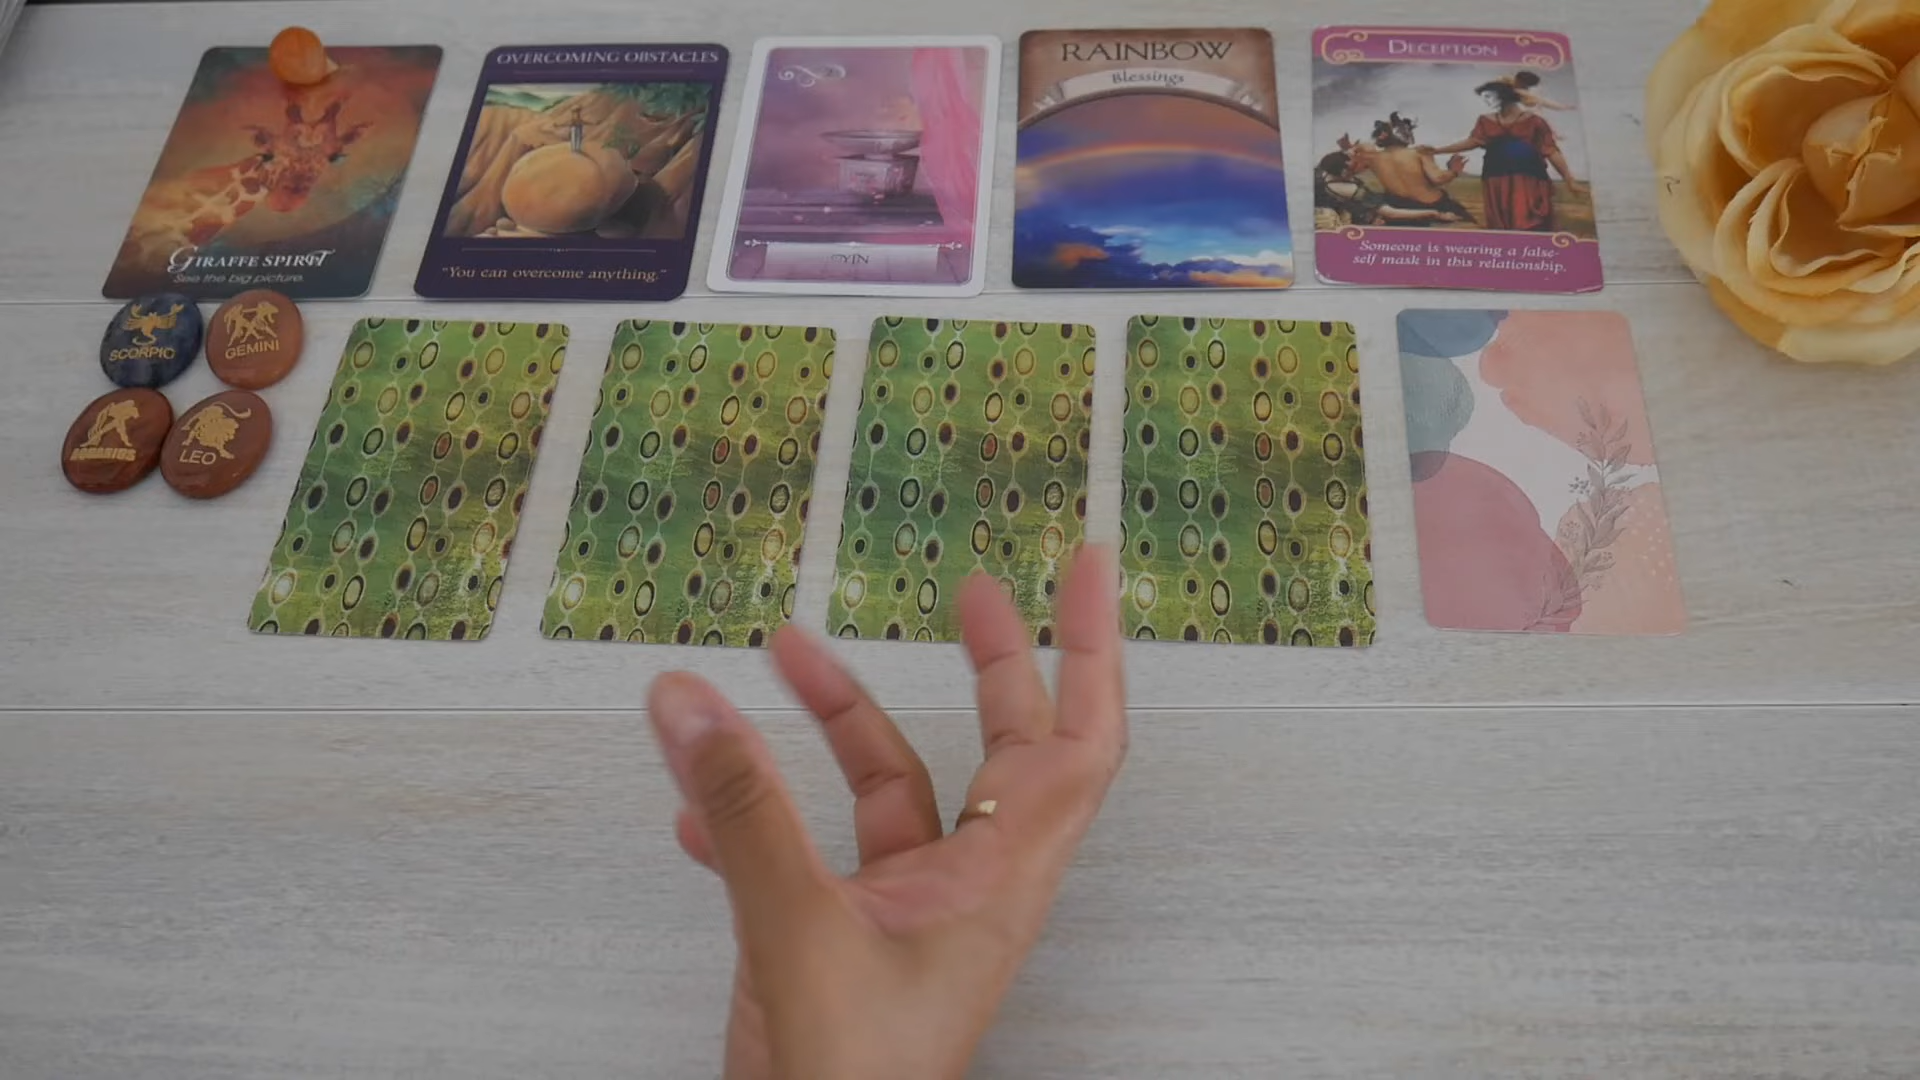 GIRAFFE SPIRIT
See the big picture.
OVERCOMING OBSTACLES
"You can overcome anything."
YIN
RAINBOW
Blessings
DECEPTION
Someone is wearing a false-
self mask in this relationship.
SCORPIO
GEMINI
AQUARIUS
LEO